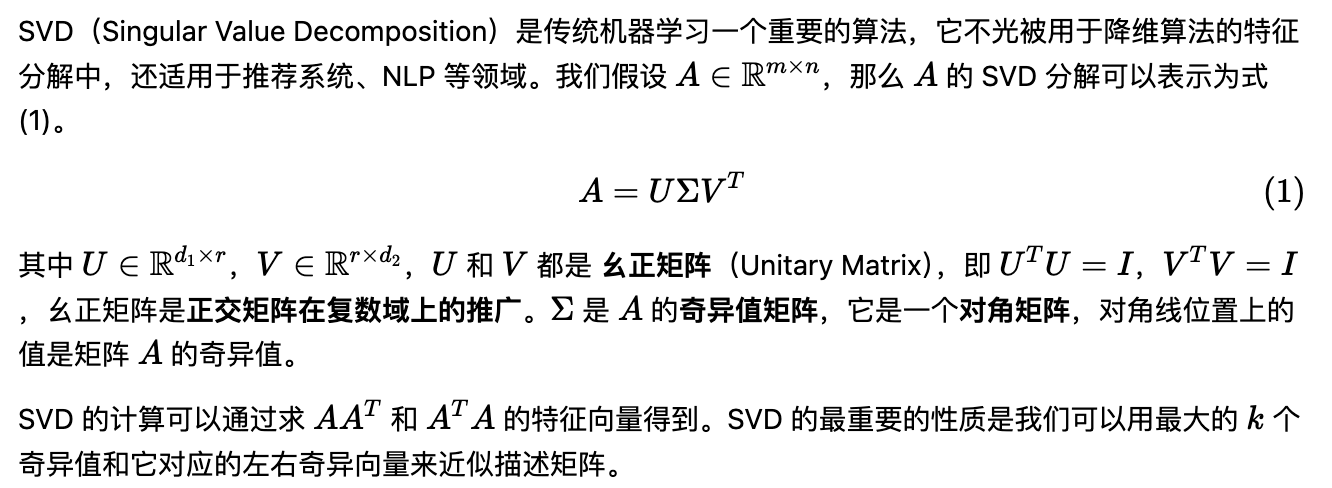 SVD（Singular Value Decomposition）是传统机器学习一个重要的算法，它不光被用于降维算法的特征
分解中，还适用于推荐系统、NLP 等领域。我们假设 $A \in \mathbb{R}^{m \times n}$，那么 $A$ 的 SVD 分解可以表示为式
(1)。
$A = U\Sigma V^T$ (1)
其中 $U \in \mathbb{R}^{d_1 \times r}$，$V \in \mathbb{R}^{r \times d_2}$，$U$ 和 $V$ 都是 幺正矩阵（Unitary Matrix），即 $U^T U = I$，$V^T V = I$
，幺正矩阵是正交矩阵在复数域上的推广。$\Sigma$ 是 $A$ 的奇异值矩阵，它是一个对角矩阵，对角线位置上的
值是矩阵 $A$ 的奇异值。
SVD 的计算可以通过求 $AA^T$ 和 $A^T A$ 的特征向量得到。SVD 的最重要的性质是我们可以用最大的 $k$ 个
奇异值和它对应的左右奇异向量来近似描述矩阵。